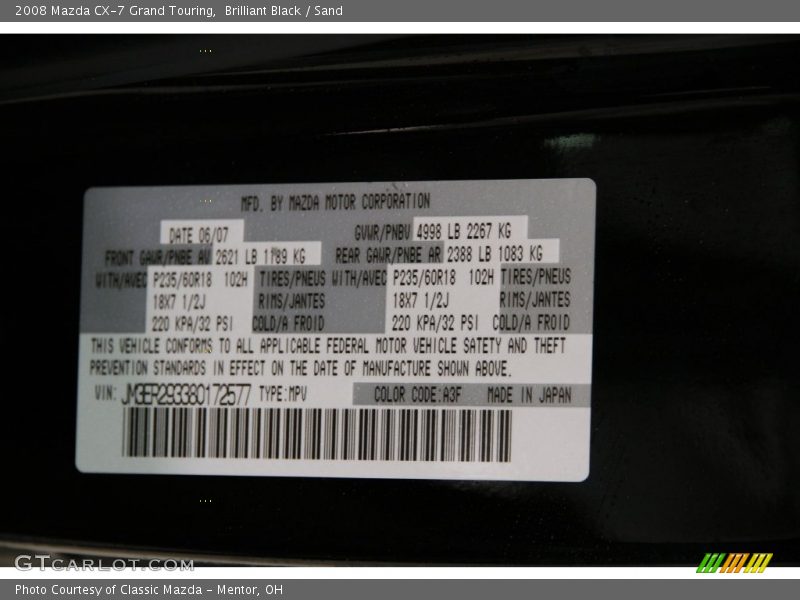 2008 Mazda CX-7 Grand Touring, Brilliant Black / Sand
MFD. BY MAZDA MOTOR CORPORATION
DATE 06/07 GVWR/PNBV 4998 LB 2267 KG
FRONT GAWR/PNBE AV 2621 LB 1189 KG REAR GAWR/PNBE AR 2388 LB 1083 KG
WITH/AVEC P235/60R18 102H TIRES/PNEUS WITH/AVEC P235/60R18 102H TIRES/PNEUS
18X7 1/2J RIMS/JANTES 18X7 1/2J RIMS/JANTES
220 KPA/32 PSI COLD/A FROID 220 KPA/32 PSI COLD/A FROID
THIS VEHICLE CONFORMS TO ALL APPLICABLE FEDERAL MOTOR VEHICLE SAFETY AND THEFT
PREVENTION STANDARDS IN EFFECT ON THE DATE OF MANUFACTURE SHOWN ABOVE.
VIN: JM3ER293380172577 TYPE:MPV COLOR CODE:A3F MADE IN JAPAN
GTCARLOT.COM
Photo Courtesy of Classic Mazda - Mentor, OH